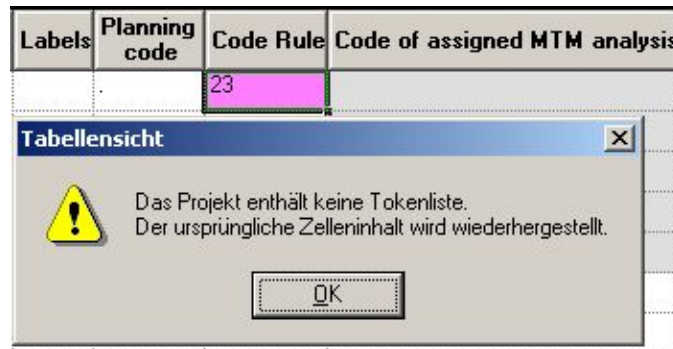 Labels Planning code Code Rule Code of assigned MTM analysis
. 23
Tabellensicht
Das Projekt enthält keine Tokenliste.
Der ursprüngliche Zelleninhalt wird wiederhergestellt.
OK